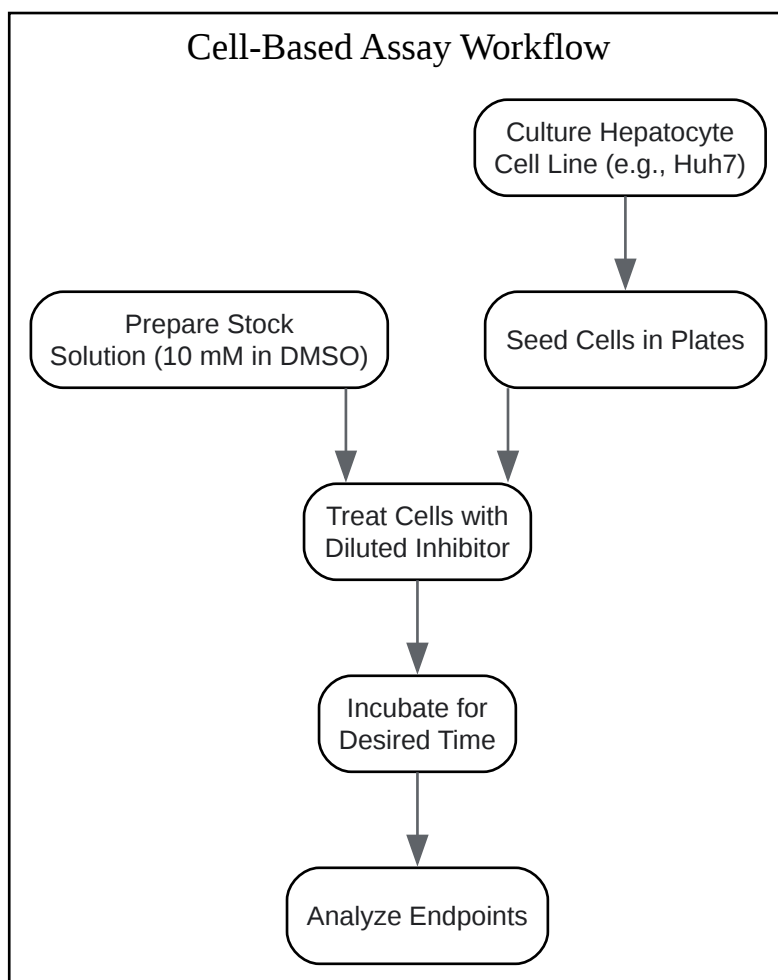 Cell-Based Assay Workflow
Culture Hepatocyte
Cell Line (e.g., Huh7)
Prepare Stock
Solution (10 mM in DMSO)
Seed Cells in Plates
Treat Cells with
Diluted Inhibitor
Incubate for
Desired Time
Analyze Endpoints